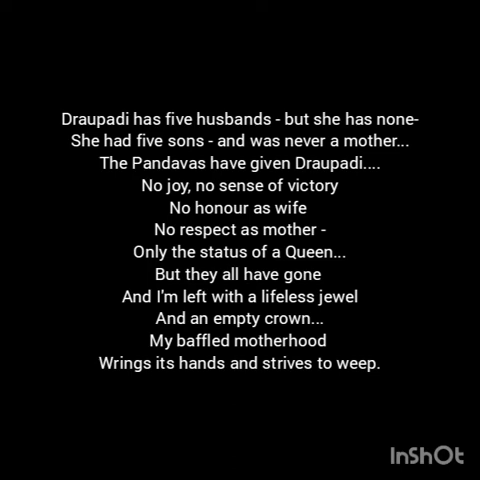 Draupadi has five husbands - but she has none-
She had five sons - and was never a mother...
The Pandavas have given Draupadi....
No joy, no sense of victory
No honour as wife
No respect as mother -
Only the status of a Queen...
But they all have gone
And I'm left with a lifeless jewel
And an empty crown...
My baffled motherhood
Wrings its hands and strives to weep.
InShOt